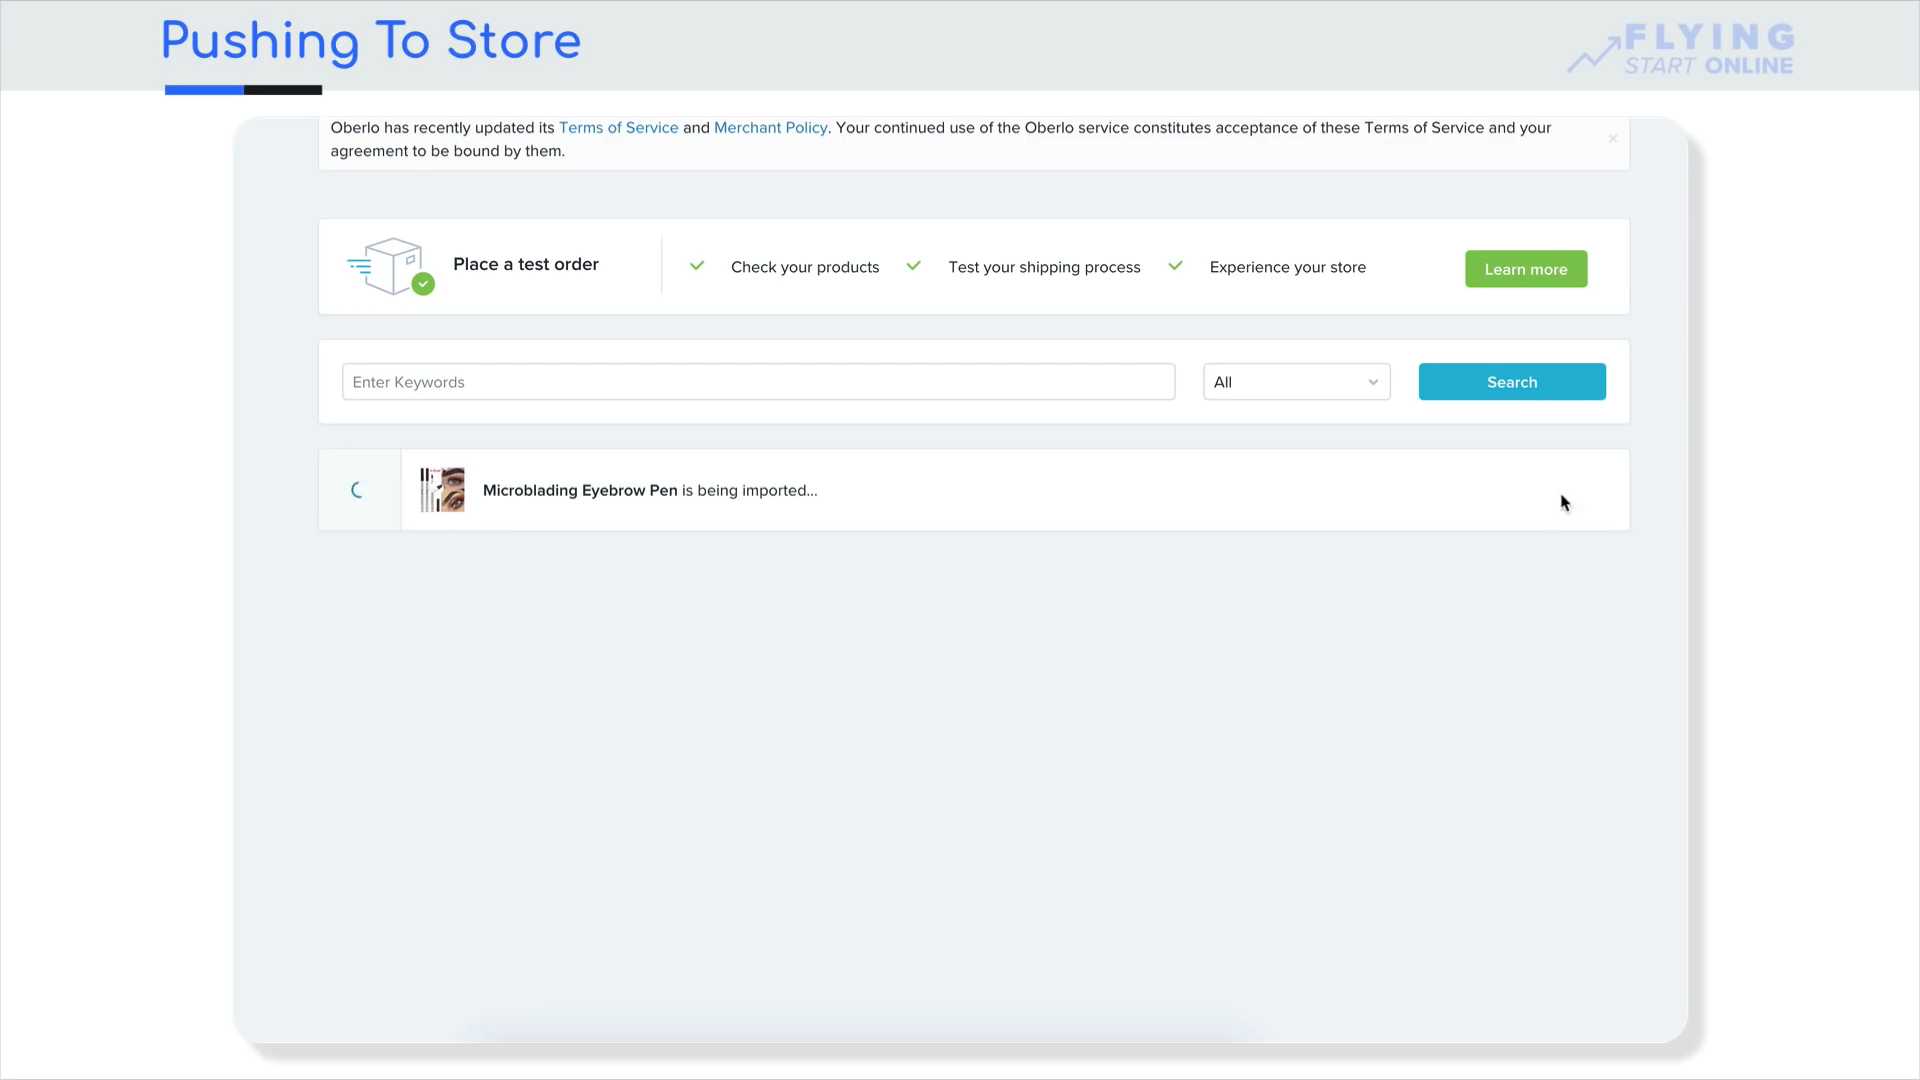 Pushing To Store
FLYING
START ONLINE
Oberlo has recently updated its Terms of Service and Merchant Policy. Your continued use of the Oberlo service constitutes acceptance of these Terms of Service and your
agreement to be bound by them.
Place a test order
Check your products
Test your shipping process
Experience your store
Learn more
Enter Keywords
All
Search
Microblading Eyebrow Pen is being imported...